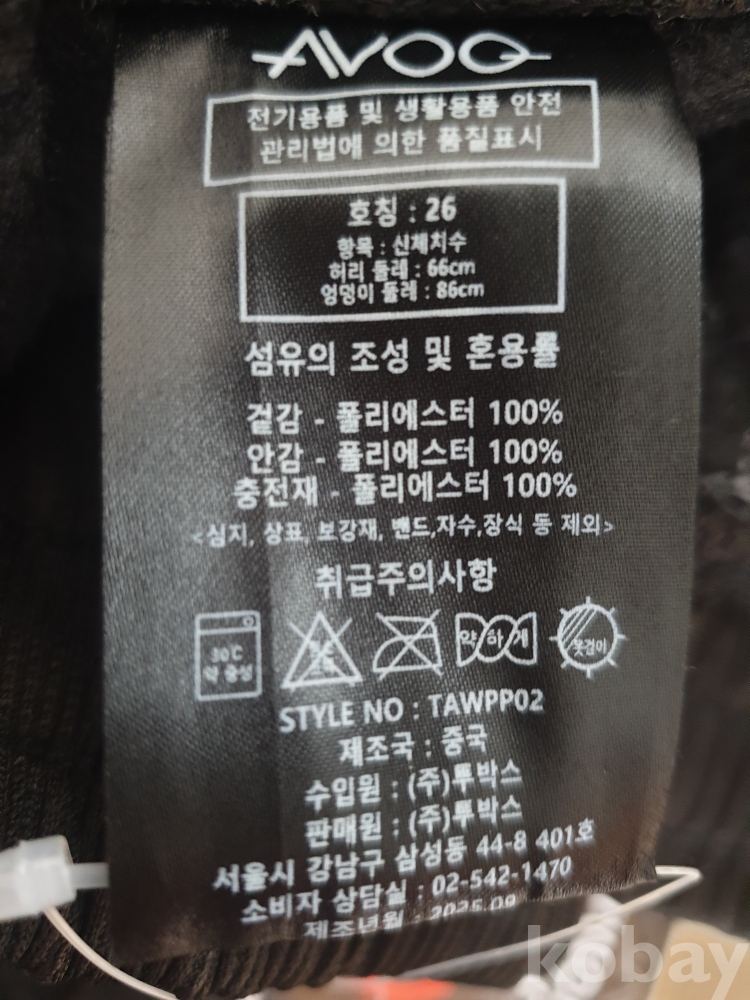 AVOQ
전기용품 및 생활용품 안전
관리법에 의한 품질표시
호칭 : 26
항목 : 신체치수
허리 둘레 : 66cm
엉덩이 둘레 : 86cm
섬유의 조성 및 혼용률
겉감 - 폴리에스터 100%
안감 - 폴리에스터 100%
충전재 - 폴리에스터 100%
<심지, 상표, 보강재, 밴드,자수,장식 등 제외>
취급주의사항
30℃
약 중성
약하게
옷걸이
STYLE NO : TAWPP02
제조국 : 중국
수입원 : (주)투박스
판매원 : (주)투박스
서울시 강남구 삼성동 44-8 401호
소비자 상담실 : 02-542-1470
제조년월 : 2025.09
kobay